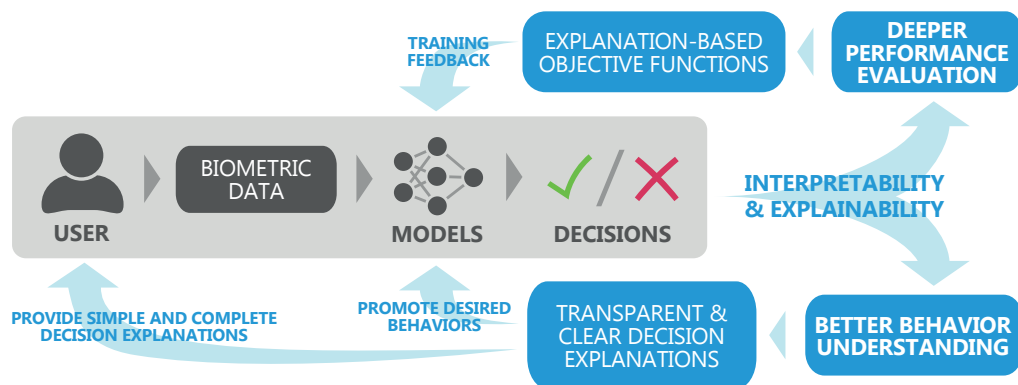 TRAINING
FEEDBACK
EXPLANATION-BASED
OBJECTIVE FUNCTIONS
DEEPER
PERFORMANCE
EVALUATION
USER
BIOMETRIC
DATA
MODELS
DECISIONS
INTERPRETABILITY
& EXPLAINABILITY
PROVIDE SIMPLE AND COMPLETE
DECISION EXPLANATIONS
PROMOTE DESIRED
BEHAVIORS
TRANSPARENT &
CLEAR DECISION
EXPLANATIONS
BETTER BEHAVIOR
UNDERSTANDING